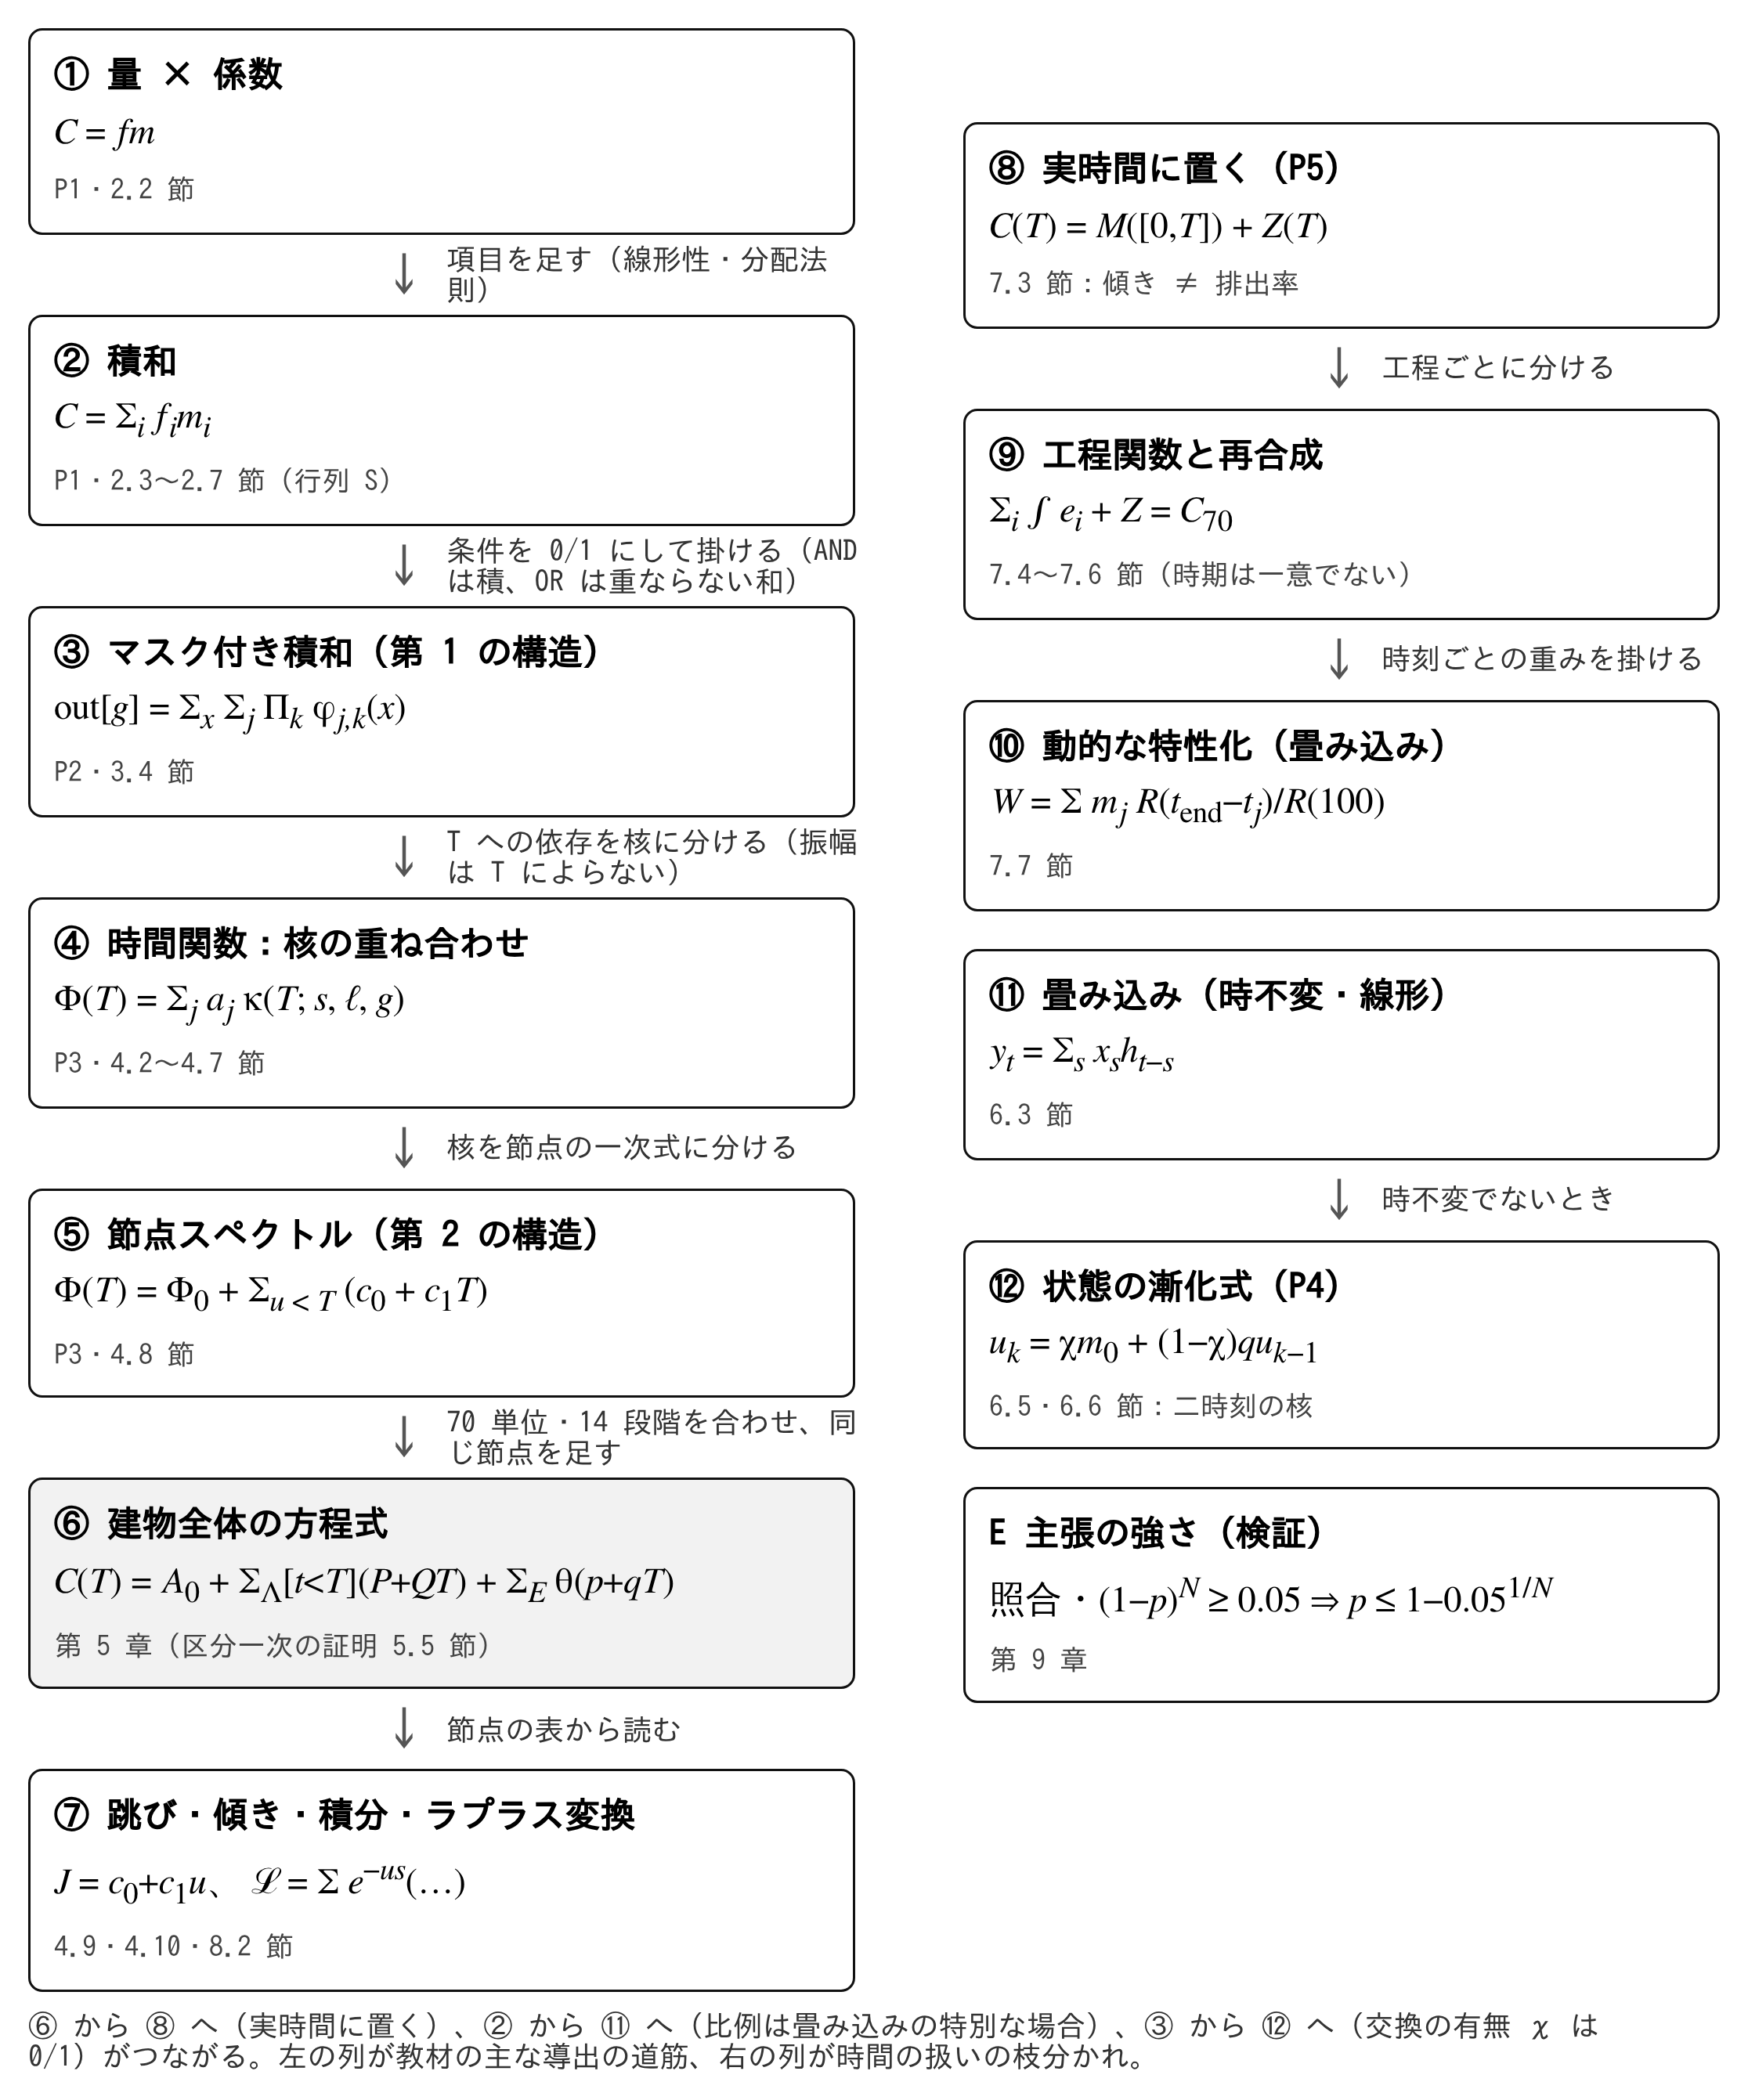 ① 量 × 係数
C = fm
P1・2.2 節
↓ 項目を足す（線形性・分配法
則）
② 積和
C = Σ_i f_i m_i
P1・2.3〜2.7 節（行列 S）
↓ 条件を 0/1 にして掛ける（AND
は積、OR は重ならない和）
③ マスク付き積和（第 1 の構造）
out[g] = Σ_x Σ_j Π_k φ_{j,k}(x)
P2・3.4 節
↓ T への依存を核に分ける（振幅
は T によらない）
④ 時間関数：核の重ね合わせ
Φ(T) = Σ_j a_j κ(T; s, ℓ, g)
P3・4.2〜4.7 節
↓ 核を節点の一次式に分ける
⑤ 節点スペクトル（第 2 の構造）
Φ(T) = Φ_0 + Σ_{u < T} (c_0 + c_1T)
P3・4.8 節
↓ 70 単位・14 段階を合わせ、同
じ節点を足す
⑥ 建物全体の方程式
C(T) = A_0 + Σ_Λ[t<T](P+QT) + Σ_E θ(p+qT)
第 5 章（区分一次の証明 5.5 節）
↓ 節点の表から読む
⑦ 跳び・傾き・積分・ラプラス変換
J = c_0+c_1u、 ℒ = Σ e^{−us}(…)
4.9・4.10・8.2 節
⑧ 実時間に置く（P5）
C(T) = M([0,T]) + Z(T)
7.3 節：傾き ≠ 排出率
↓ 工程ごとに分ける
⑨ 工程関数と再合成
Σ_i ∫ e_i + Z = C_{70}
7.4〜7.6 節（時期は一意でない）
↓ 時刻ごとの重みを掛ける
⑩ 動的な特性化（畳み込み）
W = Σ m_j R(t_{end}−t_j)/R(100)
7.7 節
⑪ 畳み込み（時不変・線形）
y_t = Σ_s x_s h_{t−s}
6.3 節
↓ 時不変でないとき
⑫ 状態の漸化式（P4）
u_k = χm_0 + (1−χ)qu_{k−1}
6.5・6.6 節：二時刻の核
E 主張の強さ（検証）
照合・(1−p)^N ≥ 0.05 ⇒ p ≤ 1−0.05^{1/N}
第 9 章
⑥ から ⑧ へ（実時間に置く）、② から ⑪ へ（比例は畳み込みの特別な場合）、③ から ⑫ へ（交換の有無 χ は
0/1）がつながる。左の列が教材の主な導出の道筋、右の列が時間の扱いの枝分かれ。